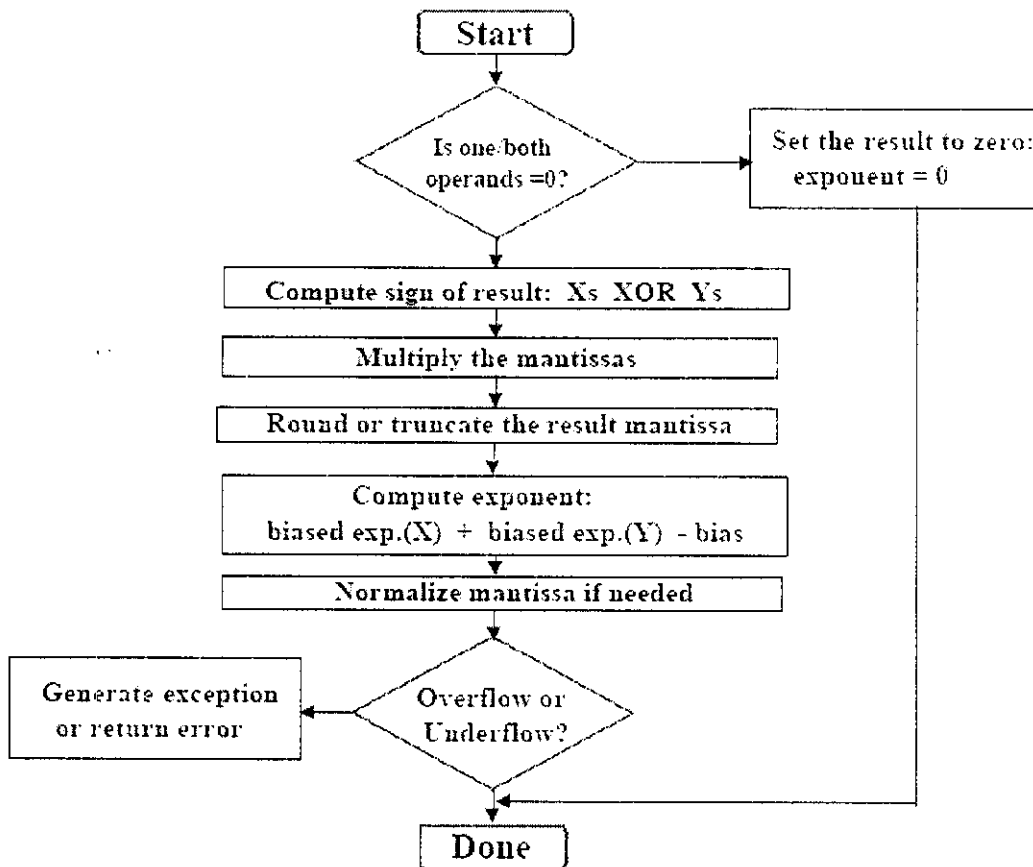 Start
Is one/both
operands =0?
Set the result to zero:
exponent = 0
Compute sign of result: Xs XOR Ys
Multiply the mantissas
Round or truncate the result mantissa
Compute exponent:
biased exp.(X) + biased exp.(Y) - bias
Normalize mantissa if needed
Generate exception
or return error
Overflow or
Underflow?
Done